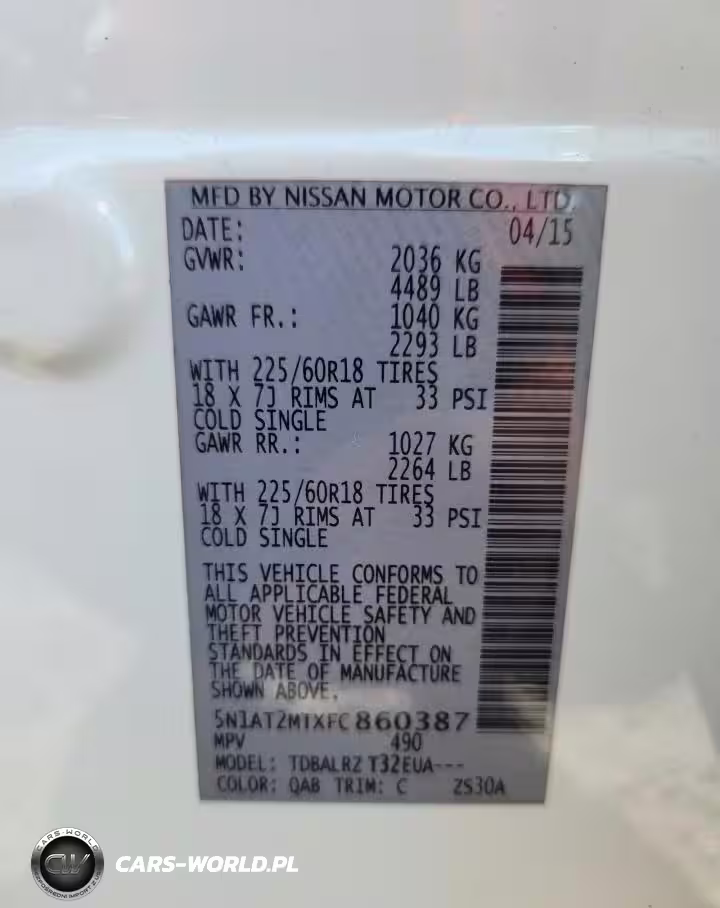 MFD BY NISSAN MOTOR CO., LTD.
DATE: 04/15
GVWR: 2036 KG
4489 LB
GAWR FR.: 1040 KG
2293 LB
WITH 225/60R18 TIRES
18 X 7J RIMS AT 33 PSI
COLD SINGLE
GAWR RR.: 1027 KG
2264 LB
WITH 225/60R18 TIRES
18 X 7J RIMS AT 33 PSI
COLD SINGLE
THIS VEHICLE CONFORMS TO
ALL APPLICABLE FEDERAL
MOTOR VEHICLE SAFETY AND
THEFT PREVENTION
STANDARDS IN EFFECT ON
THE DATE OF MANUFACTURE
SHOWN ABOVE.
5N1AT2MTXFC860387
MPV 490
MODEL: TDBALRZ T32EUA---
COLOR: QAB TRIM: C ZS30A
CARS-WORLD
CW
CARS-WORLD.PL